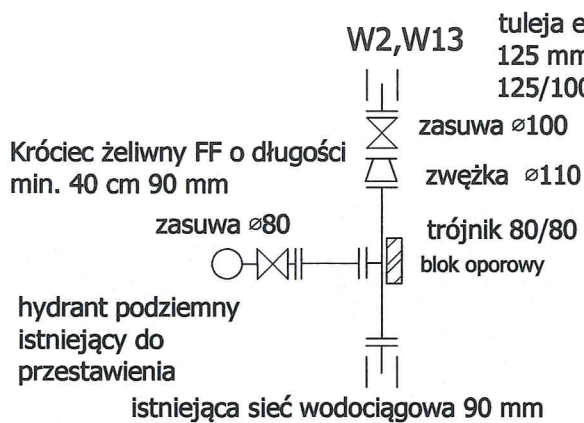 W2,W13
tuleja e
125 mm
125/100
zasuwa ⌀100
Króciec żeliwny FF o długości
min. 40 cm 90 mm
zwężka ⌀110
zasuwa ⌀80
trójnik 80/80
blok oporowy
hydrant podziemny
istniejący do
przestawienia
istniejąca sieć wodociągowa 90 mm